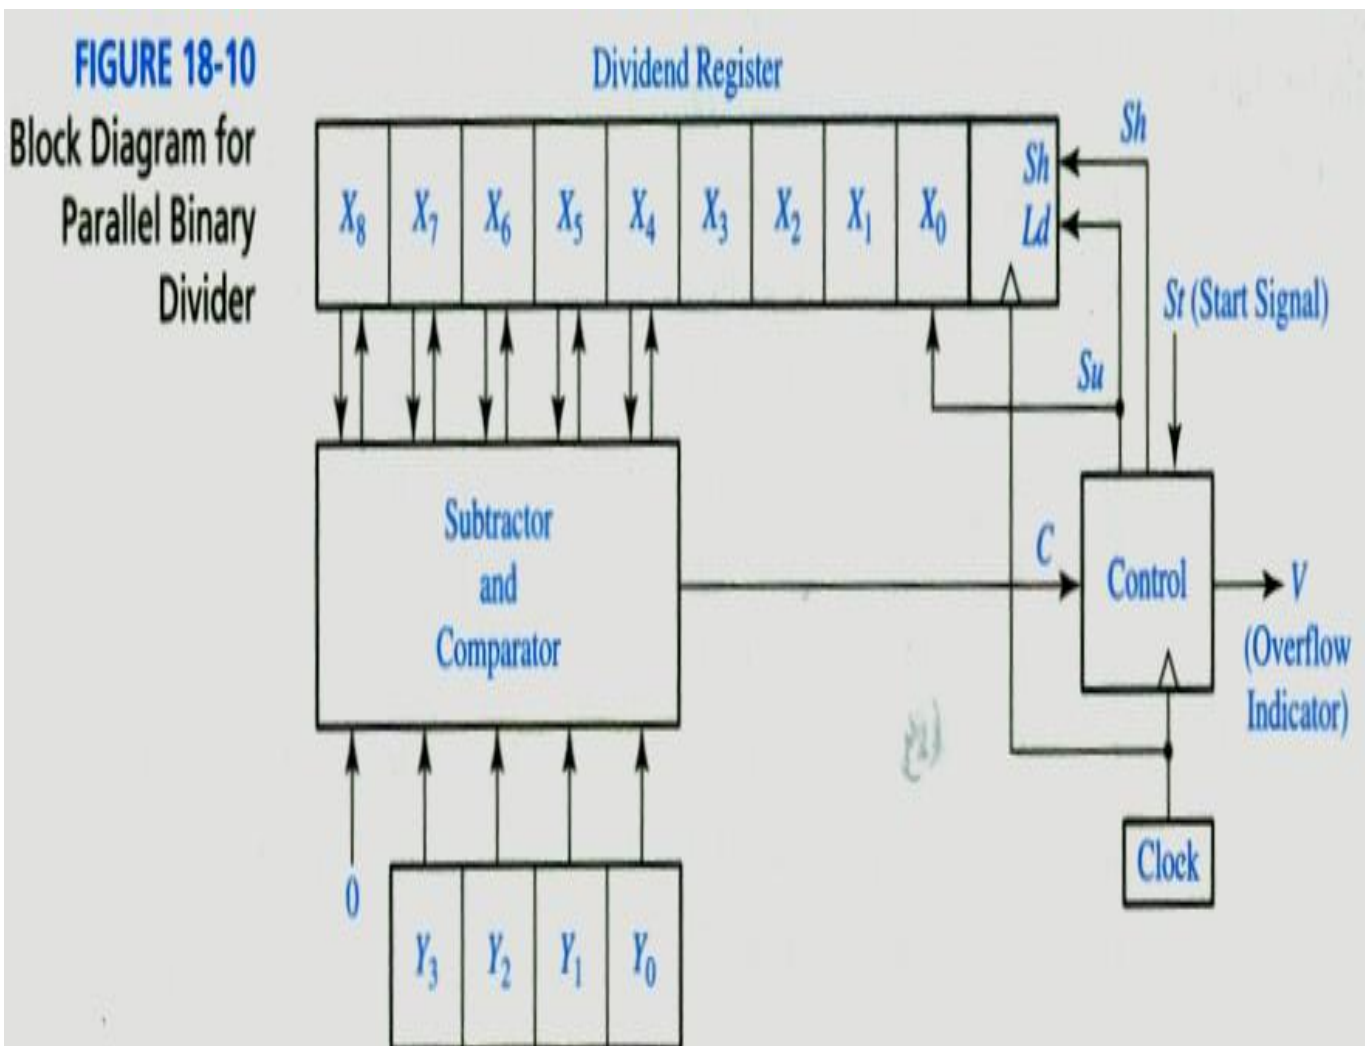 FIGURE 18-10
Block Diagram for
Parallel Binary
Divider
Dividend Register
X₈ X₇ X₆ X₅ X₄ X₃ X₂ X₁ X₀
Sh
Ld
Sh
St (Start Signal)
Su
Subtractor
and
Comparator
C
Control
V
(Overflow
Indicator)
Clock
0
Y₃ Y₂ Y₁ Y₀